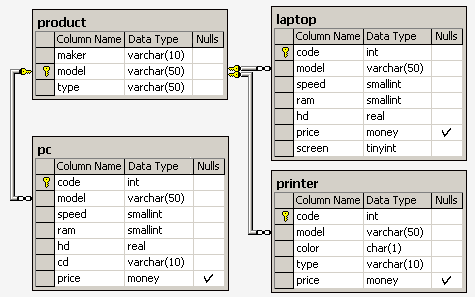 product
Column Name Data Type Nulls
maker varchar(10)
model varchar(50)
type varchar(50)
laptop
Column Name Data Type Nulls
code int
model varchar(50)
speed smallint
ram smallint
hd real
price money ✓
screen tinyint
pc
Column Name Data Type Nulls
code int
model varchar(50)
speed smallint
ram smallint
hd real
cd varchar(10)
price money ✓
printer
Column Name Data Type Nulls
code int
model varchar(50)
color char(1)
type varchar(10)
price money ✓